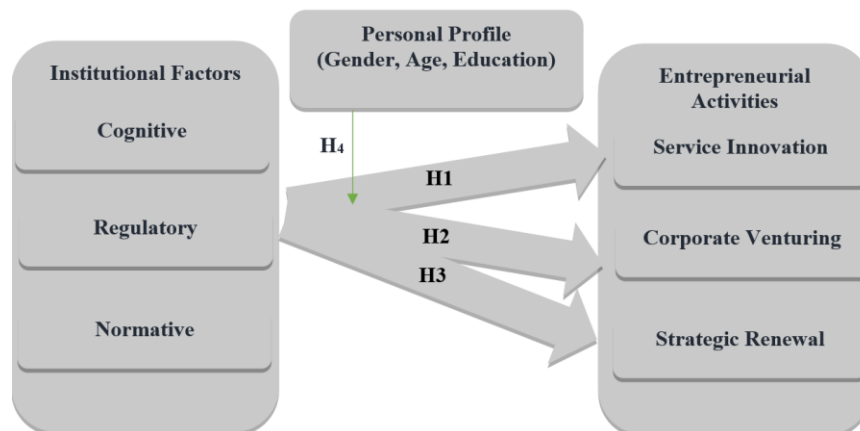 Personal Profile
(Gender, Age, Education)
Institutional Factors
Cognitive
Regulatory
Normative
H₄
H1
H2
H3
Entrepreneurial
Activities
Service Innovation
Corporate Venturing
Strategic Renewal